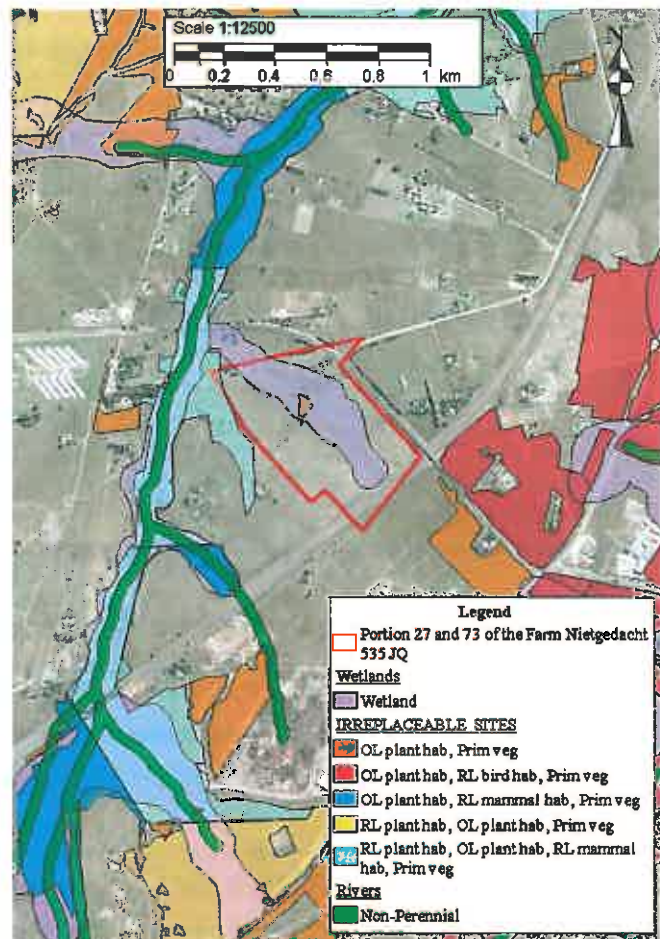 Scale 1:12500
0 0,2 0,4 0,6 0,8 1 km
Legend
Portion 27 and 73 of the Farm Nietgedacht
535 JQ
Wetlands
Wetland
IRREPLACEABLE SITES
OL plant hab, Prim veg
OL plant hab, RL bird hab, Prim veg
OL plant hab, RL mammal hab, Prim veg
RL plant hab, OL plant hab, Prim veg
RL plant hab, OL plant hab, RL mammal
hab, Prim veg
Rivers
Non-Perennial